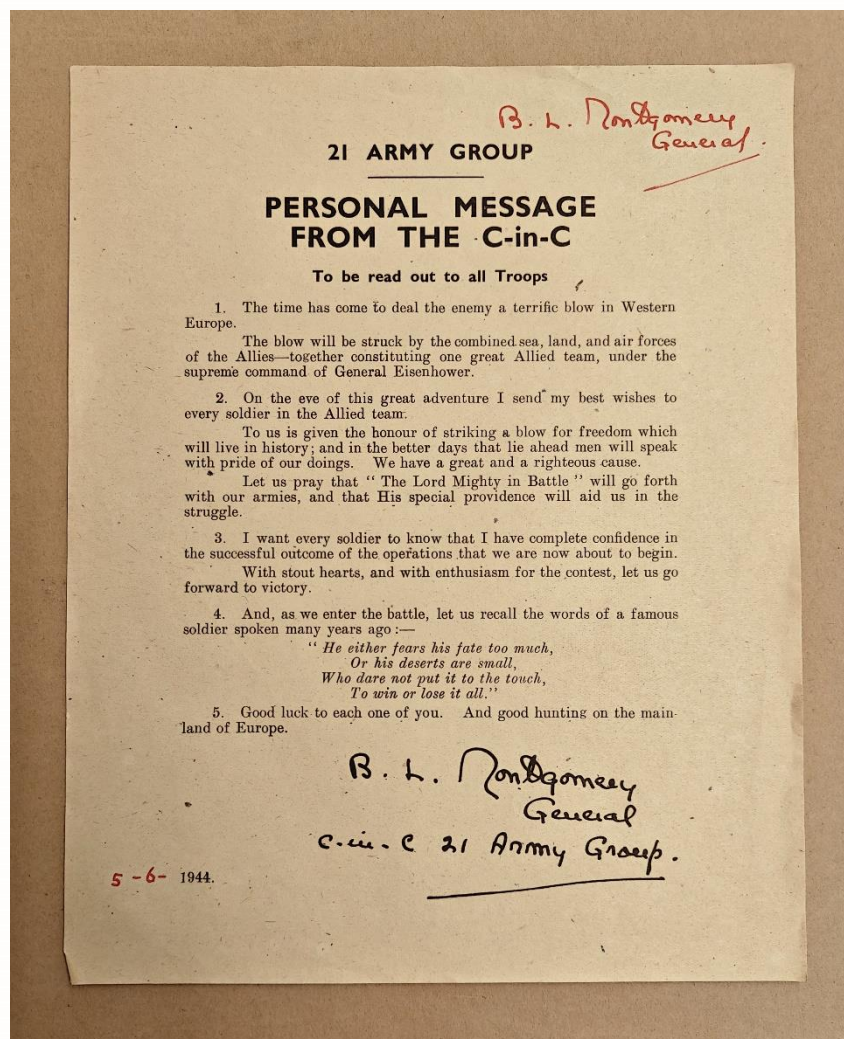 B. L. Montgomery
General.
21 ARMY GROUP
PERSONAL MESSAGE
FROM THE C-in-C
To be read out to all Troops
1. The time has come to deal the enemy a terrific blow in Western
Europe.
The blow will be struck by the combined sea, land, and air forces
of the Allies—together constituting one great Allied team, under the
supreme command of General Eisenhower.
2. On the eve of this great adventure I send my best wishes to
every soldier in the Allied team.
To us is given the honour of striking a blow for freedom which
will live in history; and in the better days that lie ahead men will speak
with pride of our doings. We have a great and a righteous cause.
Let us pray that “ The Lord Mighty in Battle ” will go forth
with our armies, and that His special providence will aid us in the
struggle.
3. I want every soldier to know that I have complete confidence in
the successful outcome of the operations that we are now about to begin.
With stout hearts, and with enthusiasm for the contest, let us go
forward to victory.
4. And, as we enter the battle, let us recall the words of a famous
soldier spoken many years ago :—
“ He either fears his fate too much,
Or his deserts are small,
Who dare not put it to the touch,
To win or lose it all.”
5. Good luck to each one of you. And good hunting on the main-
land of Europe.
B. L. Montgomery
General
C-in-C 21 Army Group.
5-6- 1944.